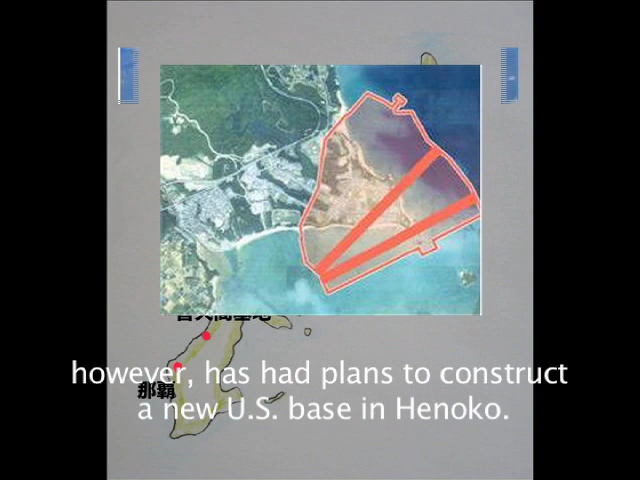 however, has had plans to construct
那覇
a new U.S. base in Henoko.